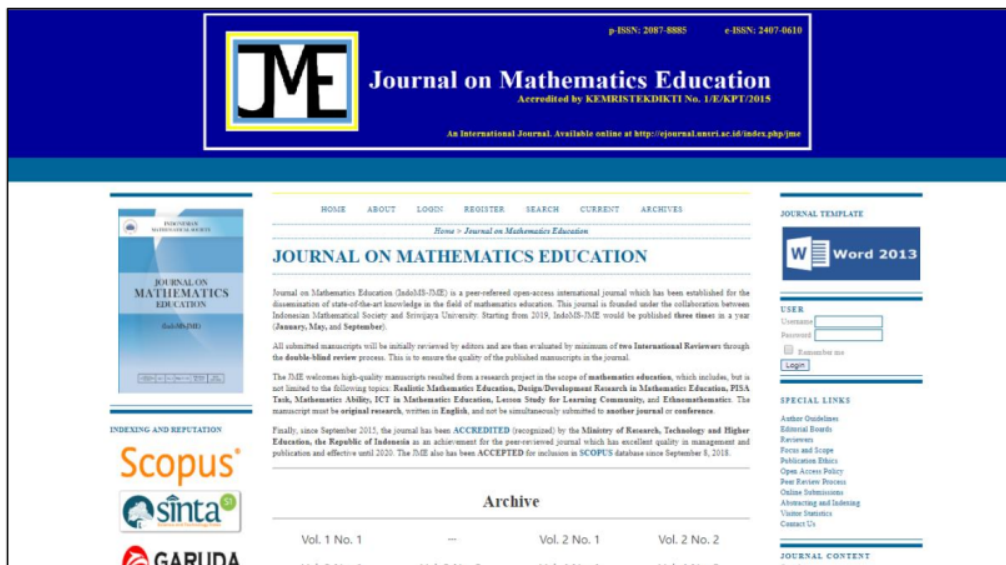 p-ISSN: 2087-8885 e-ISSN: 2407-0610
JME
Journal on Mathematics Education
Accredited by KEMRISTEKDIKTI No. 1/E/KPT/2015
An International Journal. Available online at http://ejournal.unsri.ac.id/index.php/jme
INDONESIAN
MATHEMATICAL SOCIETY
JOURNAL ON
MATHEMATICS
EDUCATION
(IndoMS-JME)
INDEXING AND REPUTATION
Scopus
sinta S1
GARUDA
HOME ABOUT LOGIN REGISTER SEARCH CURRENT ARCHIVES
Home > Journal on Mathematics Education
JOURNAL ON MATHEMATICS EDUCATION
Journal on Mathematics Education (IndoMS-JME) is a peer-refereed open-access international journal which has been established for the
dissemination of state-of-the-art knowledge in the field of mathematics education. This journal is founded under the collaboration between
Indonesian Mathematical Society and Sriwijaya University. Starting from 2019, IndoMS-JME would be published three times in a year
(January, May, and September).
All submitted manuscripts will be initially reviewed by editors and are then evaluated by minimum of two International Reviewers through
the double-blind review process. This is to ensure the quality of the published manuscripts in the journal.
The JME welcomes high-quality manuscripts resulted from a research project in the scope of mathematics education, which includes, but is
not limited to the following topics: Realistic Mathematics Education, Design/Development Research in Mathematics Education, PISA
Task, Mathematics Ability, ICT in Mathematics Education, Lesson Study for Learning Community, and Ethnomathematics. The
manuscript must be original research, written in English, and not be simultaneously submitted to another journal or conference.
Finally, since September 2015, the journal has been ACCREDITED (recognized) by the Ministry of Research, Technology and Higher
Education, the Republic of Indonesia as an achievement for the peer-reviewed journal which has excellent quality in management and
publication and effective until 2020. The JME also has been ACCEPTED for inclusion in SCOPUS database since September 8, 2018.
Archive
Vol. 1 No. 1 --- Vol. 2 No. 1 Vol. 2 No. 2
JOURNAL TEMPLATE
W Word 2013
USER
Username
Password
Remember me
Login
SPECIAL LINKS
Author Guidelines
Editorial Boards
Reviewers
Focus and Scope
Publication Ethics
Open Access Policy
Peer Review Process
Online Submissions
Abstracting and Indexing
Visitor Statistics
Contact Us
JOURNAL CONTENT